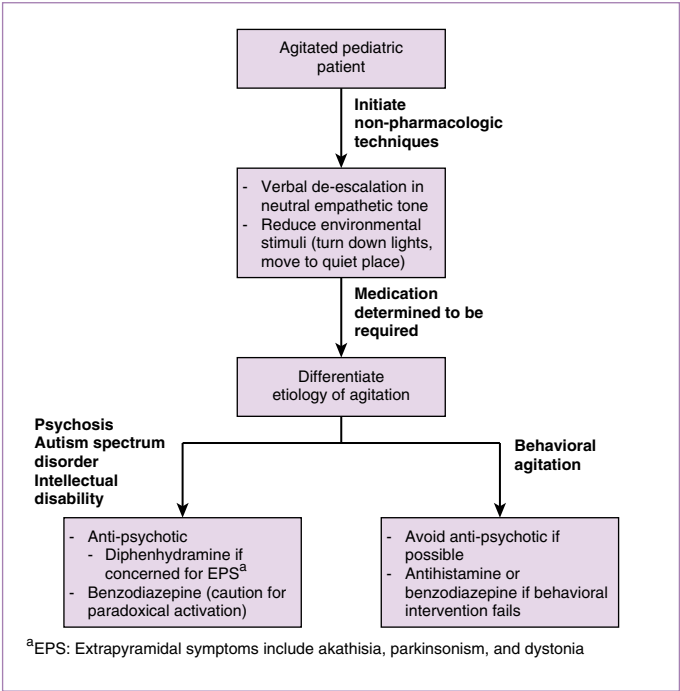 Agitated pediatric
patient
Initiate
non-pharmacologic
techniques
- Verbal de-escalation in
neutral empathetic tone
- Reduce environmental
stimuli (turn down lights,
move to quiet place)
Medication
determined to be
required
Differentiate
etiology of agitation
Psychosis
Autism spectrum
disorder
Intellectual
disability
Behavioral
agitation
- Anti-psychotic
- Diphenhydramine if
concerned for EPSa
- Benzodiazepine (caution for
paradoxical activation)
- Avoid anti-psychotic if
possible
- Antihistamine or
benzodiazepine if behavioral
intervention fails
aEPS: Extrapyramidal symptoms include akathisia, parkinsonism, and dystonia